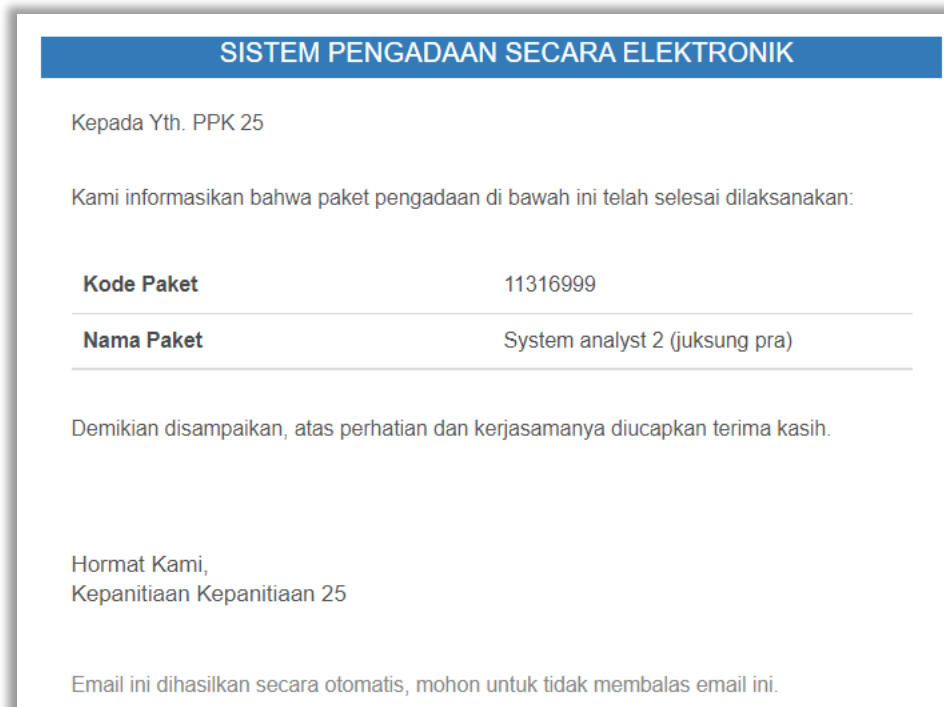 SISTEM PENGADAAN SECARA ELEKTRONIK
Kepada Yth. PPK 25
Kami informasikan bahwa paket pengadaan di bawah ini telah selesai dilaksanakan:
Kode Paket 11316999
Nama Paket System analyst 2 (juksung pra)
Demikian disampaikan, atas perhatian dan kerjasamanya diucapkan terima kasih.
Hormat Kami,
Kepanitiaan Kepanitiaan 25
Email ini dihasilkan secara otomatis, mohon untuk tidak membalas email ini.